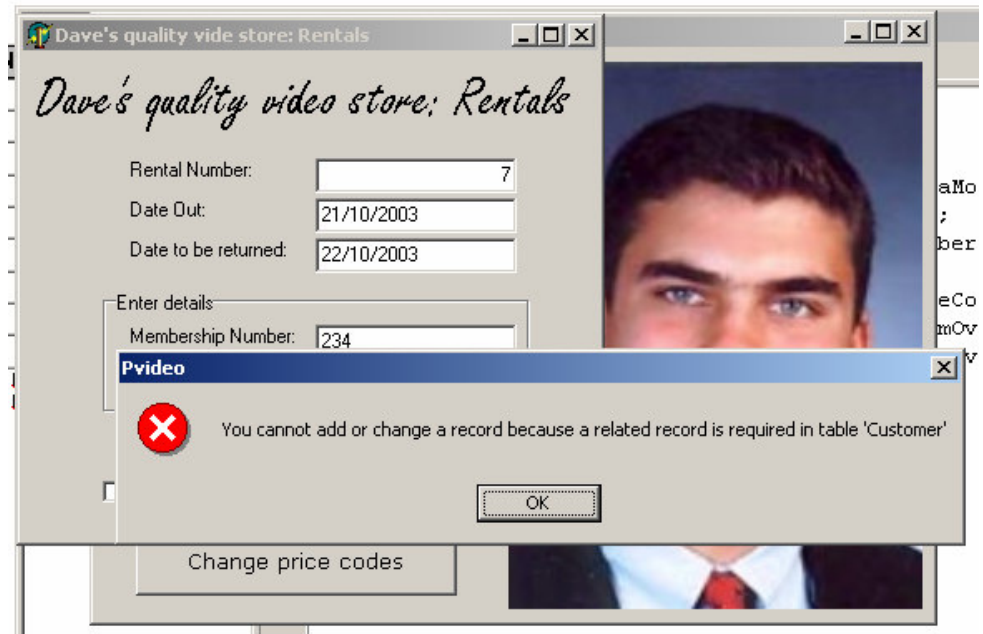 Dave's quality vide store: Rentals
Dave's quality video store: Rentals
Rental Number:
7
Date Out:
21/10/2003
Date to be returned:
22/10/2003
Enter details
Membership Number:
234
Pvideo
You cannot add or change a record because a related record is required in table 'Customer'
OK
Change price codes
aMo
;
ber
eCo
mOv
v